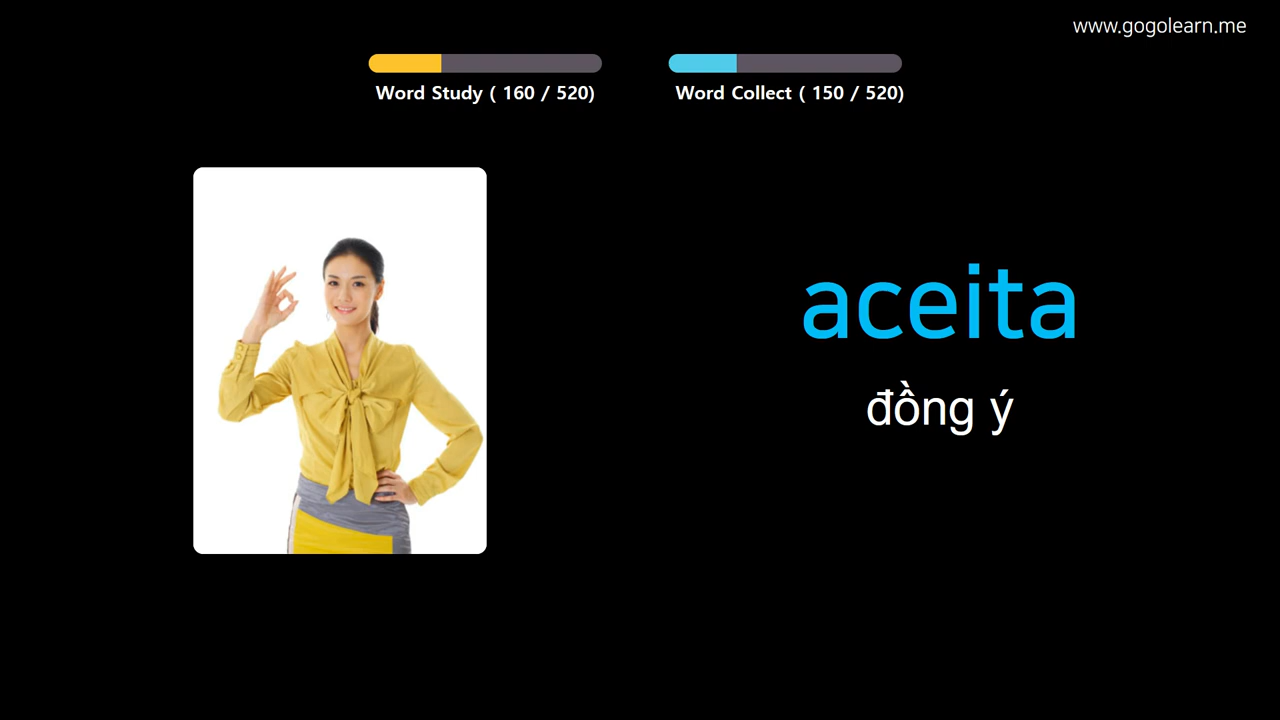 www.gogolearn.me
Word Study ( 160 / 520)
Word Collect ( 150 / 520)
aceita
đồng ý